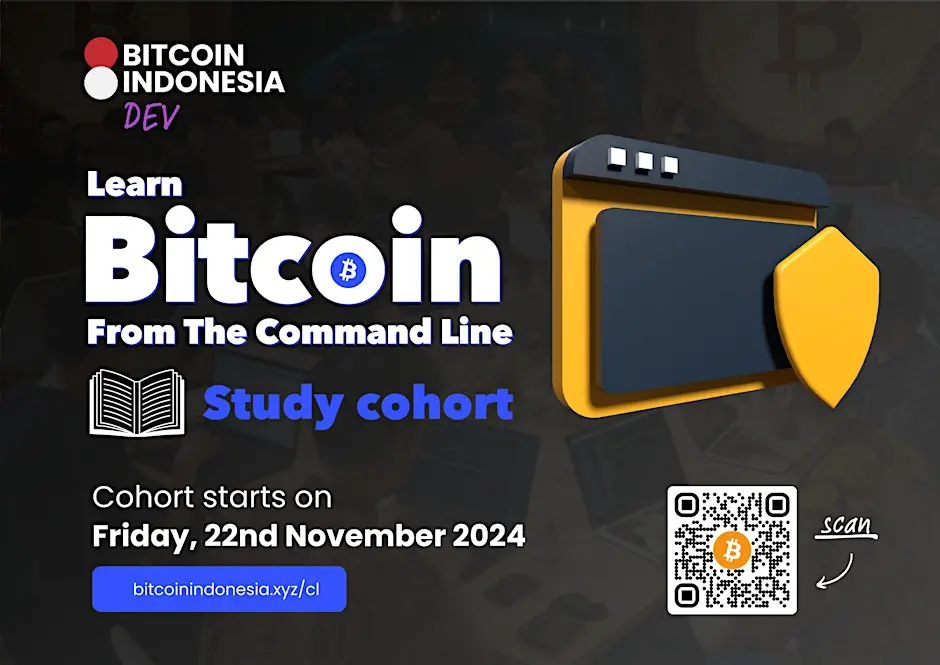 BITCOIN
INDONESIA
DEV
Learn
Bitcoin
From The Command Line
Study cohort
Cohort starts on
Friday, 22nd November 2024
bitcoinindonesia.xyz/cl
scan